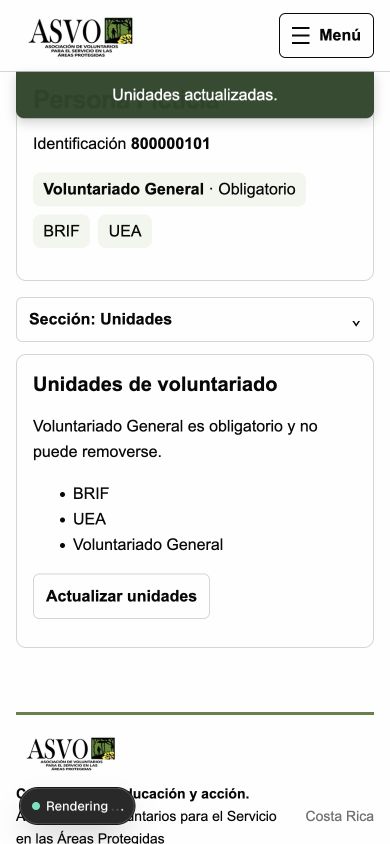 ASVO
ASOCIACIÓN DE VOLUNTARIOS
PARA EL SERVICIO EN LAS
ÁREAS PROTEGIDAS
Menú
Unidades actualizadas.
Identificación 800000101
Voluntariado General · Obligatorio
BRIF
UEA
Sección: Unidades
Unidades de voluntariado
Voluntariado General es obligatorio y no
puede removerse.
• BRIF
• UEA
• Voluntariado General
Actualizar unidades
ASVO
ASOCIACIÓN DE VOLUNTARIOS
PARA EL SERVICIO EN LAS
ÁREAS PROTEGIDAS
y acción.
Rendering ...
para el Servicio
Costa Rica
en las Áreas Protegidas